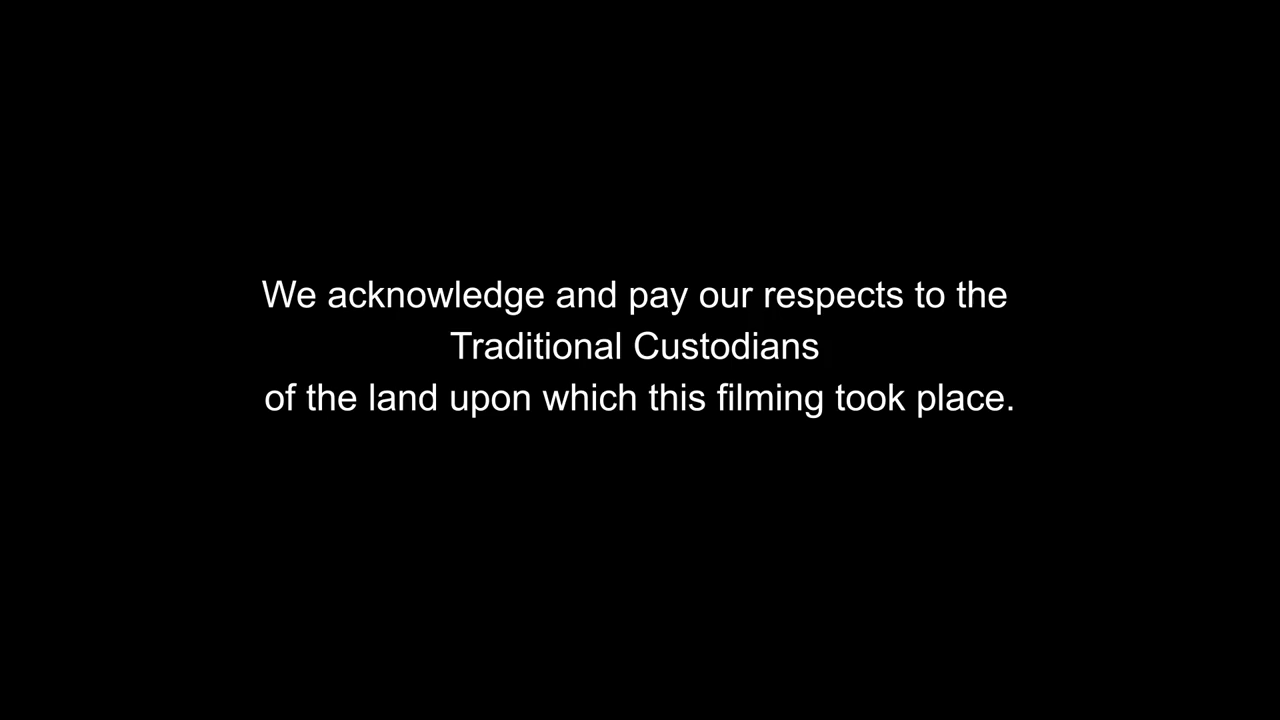 We acknowledge and pay our respects to the
Traditional Custodians
of the land upon which this filming took place.